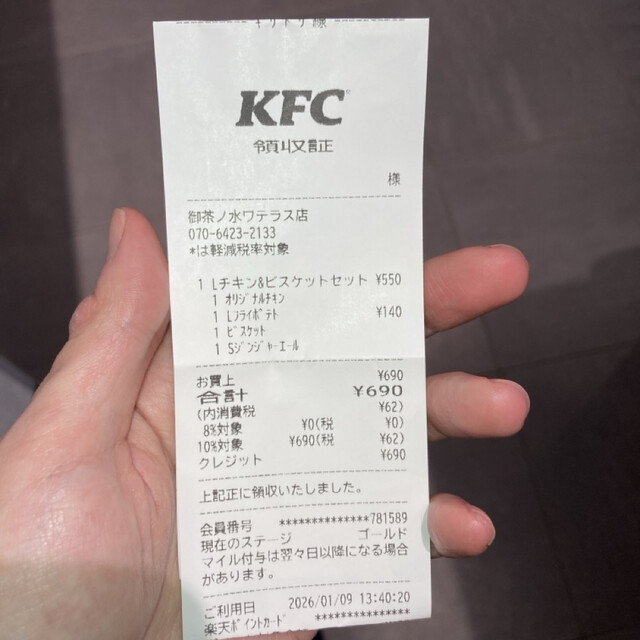 キリトリ線
KFC
領収証
様
御茶ノ水ワテラス店
070-6423-2133
*は軽減税率対象
1 Lチキン&ビスケットセット ¥550
1 オリジナルチキン
1 Lフライポテト ¥140
1 ビスケット
1 Sジンジャーエール
お買上 ¥690
合計 ¥690
(内消費税 ¥62)
8%対象 ¥0(税 ¥0)
10%対象 ¥690(税 ¥62)
クレジット ¥690
上記正に領収いたしました。
会員番号 **************781589
現在のステージ ゴールド
マイル付与は翌々日以降になる場合
があります。
ご利用日 2026/01/09 13:40:20
楽天ポイントカード ***************